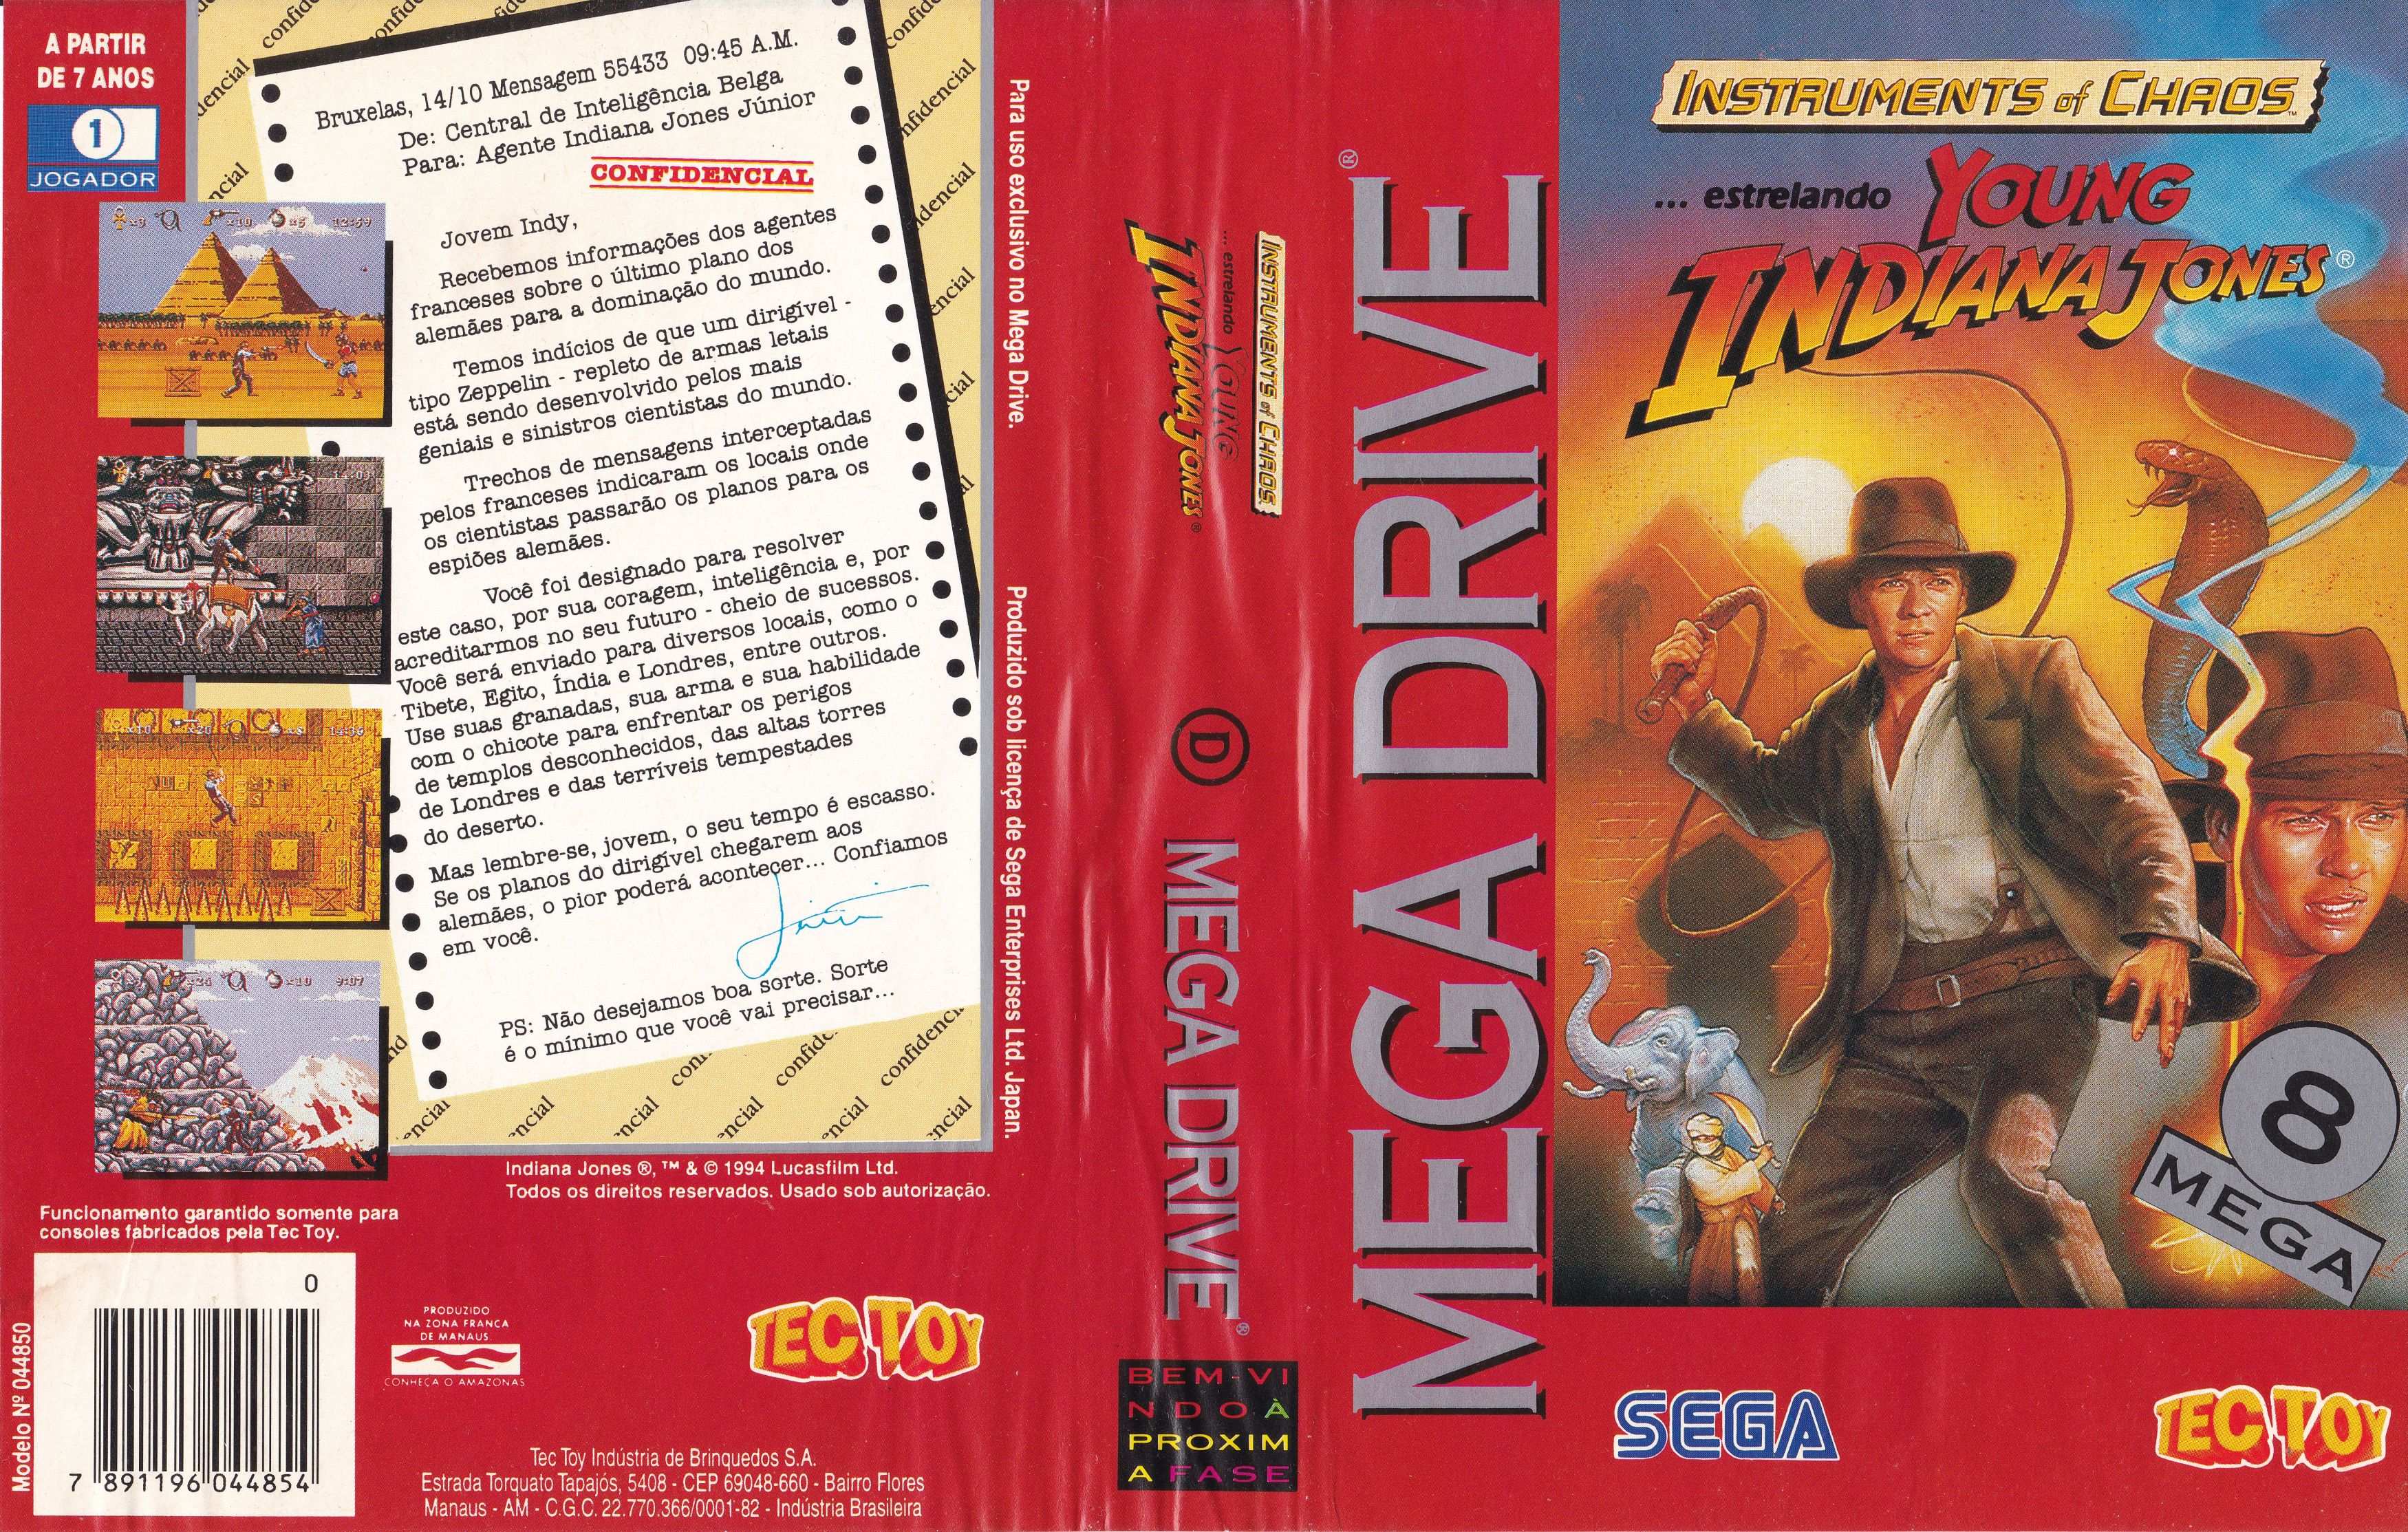 A PARTIR
DE 7 ANOS
1
JOGADOR
Bruxelas, 14/10 Mensagem 55433 09:45 A.M.
De: Central de Inteligência Belga
Para: Agente Indiana Jones Júnior
CONFIDENCIAL
Jovem Indy,
Recebemos informações dos agentes
franceses sobre o último plano dos
alemães para a dominação do mundo.
Temos indícios de que um dirigível -
tipo Zeppelin - repleto de armas letais
está sendo desenvolvido pelos mais
geniais e sinistros cientistas do mundo.
Trechos de mensagens interceptadas
pelos franceses indicaram os locais onde
os cientistas passarão os planos para os
espiões alemães.
Você foi designado para resolver
este caso, por sua coragem, inteligência e, por
acreditarmos no seu futuro - cheio de sucessos.
Você será enviado para diversos locais, como o
Tibete, Egito, Índia e Londres, entre outros.
Use suas granadas, sua arma e sua habilidade
com o chicote para enfrentar os perigos
de templos desconhecidos, das altas torres
de Londres e das terríveis tempestades
do deserto.
Mas lembre-se, jovem, o seu tempo é escasso.
Se os planos do dirigível chegarem aos
alemães, o pior poderá acontecer... Confiamos
em você.
PS: Não desejamos boa sorte. Sorte
é o mínimo que você vai precisar...
Indiana Jones ®, ™ & © 1994 Lucasfilm Ltd.
Todos os direitos reservados. Usado sob autorização.
Funcionamento garantido somente para
consoles fabricados pela Tec Toy.
Modelo Nº 044850
0
7 891196 044854
PRODUZIDO
NA ZONA FRANCA
DE MANAUS
CONHEÇA O AMAZONAS
TEC TOY
Tec Toy Indústria de Brinquedos S.A.
Estrada Torquato Tapajós, 5408 - CEP 69048-660 - Bairro Flores
Manaus - AM - C.G.C. 22.770.366/0001-82 - Indústria Brasileira
Para uso exclusivo no Mega Drive.
Produzido sob licença de Sega Enterprises Ltd. Japan.
INSTRUMENTS of CHAOS
... estrelando YOUNG
INDIANA JONES®
D
MEGA DRIVE®
BEM-VI
NDO À
PROXIM
A FASE
MEGA DRIVE®
INSTRUMENTS of CHAOS™
... estrelando YOUNG
INDIANA JONES®
8
MEGA
SEGA
TEC TOY